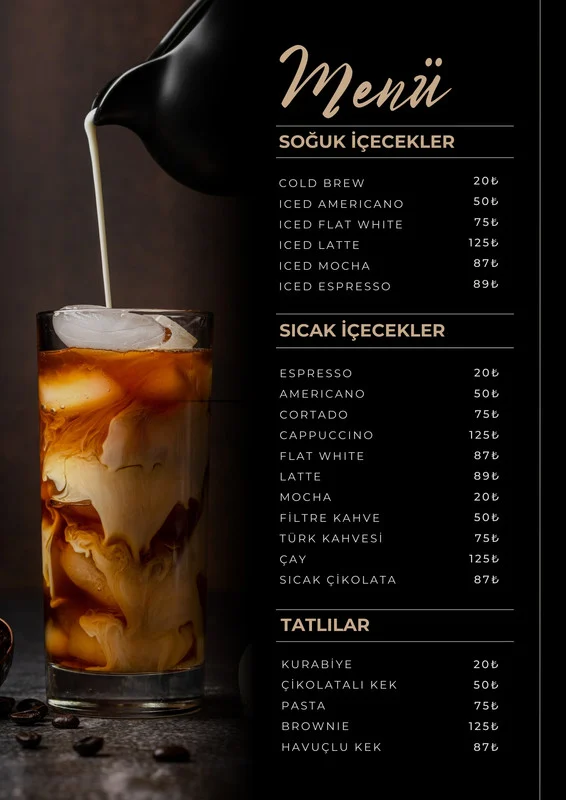 Menü
SOĞUK İÇECEKLER
COLD BREW 20₺
ICED AMERICANO 50₺
ICED FLAT WHITE 75₺
ICED LATTE 125₺
ICED MOCHA 87₺
ICED ESPRESSO 89₺
SICAK İÇECEKLER
ESPRESSO 20₺
AMERICANO 50₺
CORTADO 75₺
CAPPUCCINO 125₺
FLAT WHITE 87₺
LATTE 89₺
MOCHA 20₺
FİLTRE KAHVE 50₺
TÜRK KAHVESİ 75₺
ÇAY 125₺
SICAK ÇİKOLATA 87₺
TATLILAR
KURABİYE 20₺
ÇİKOLATALI KEK 50₺
PASTA 75₺
BROWNIE 125₺
HAVUÇLU KEK 87₺